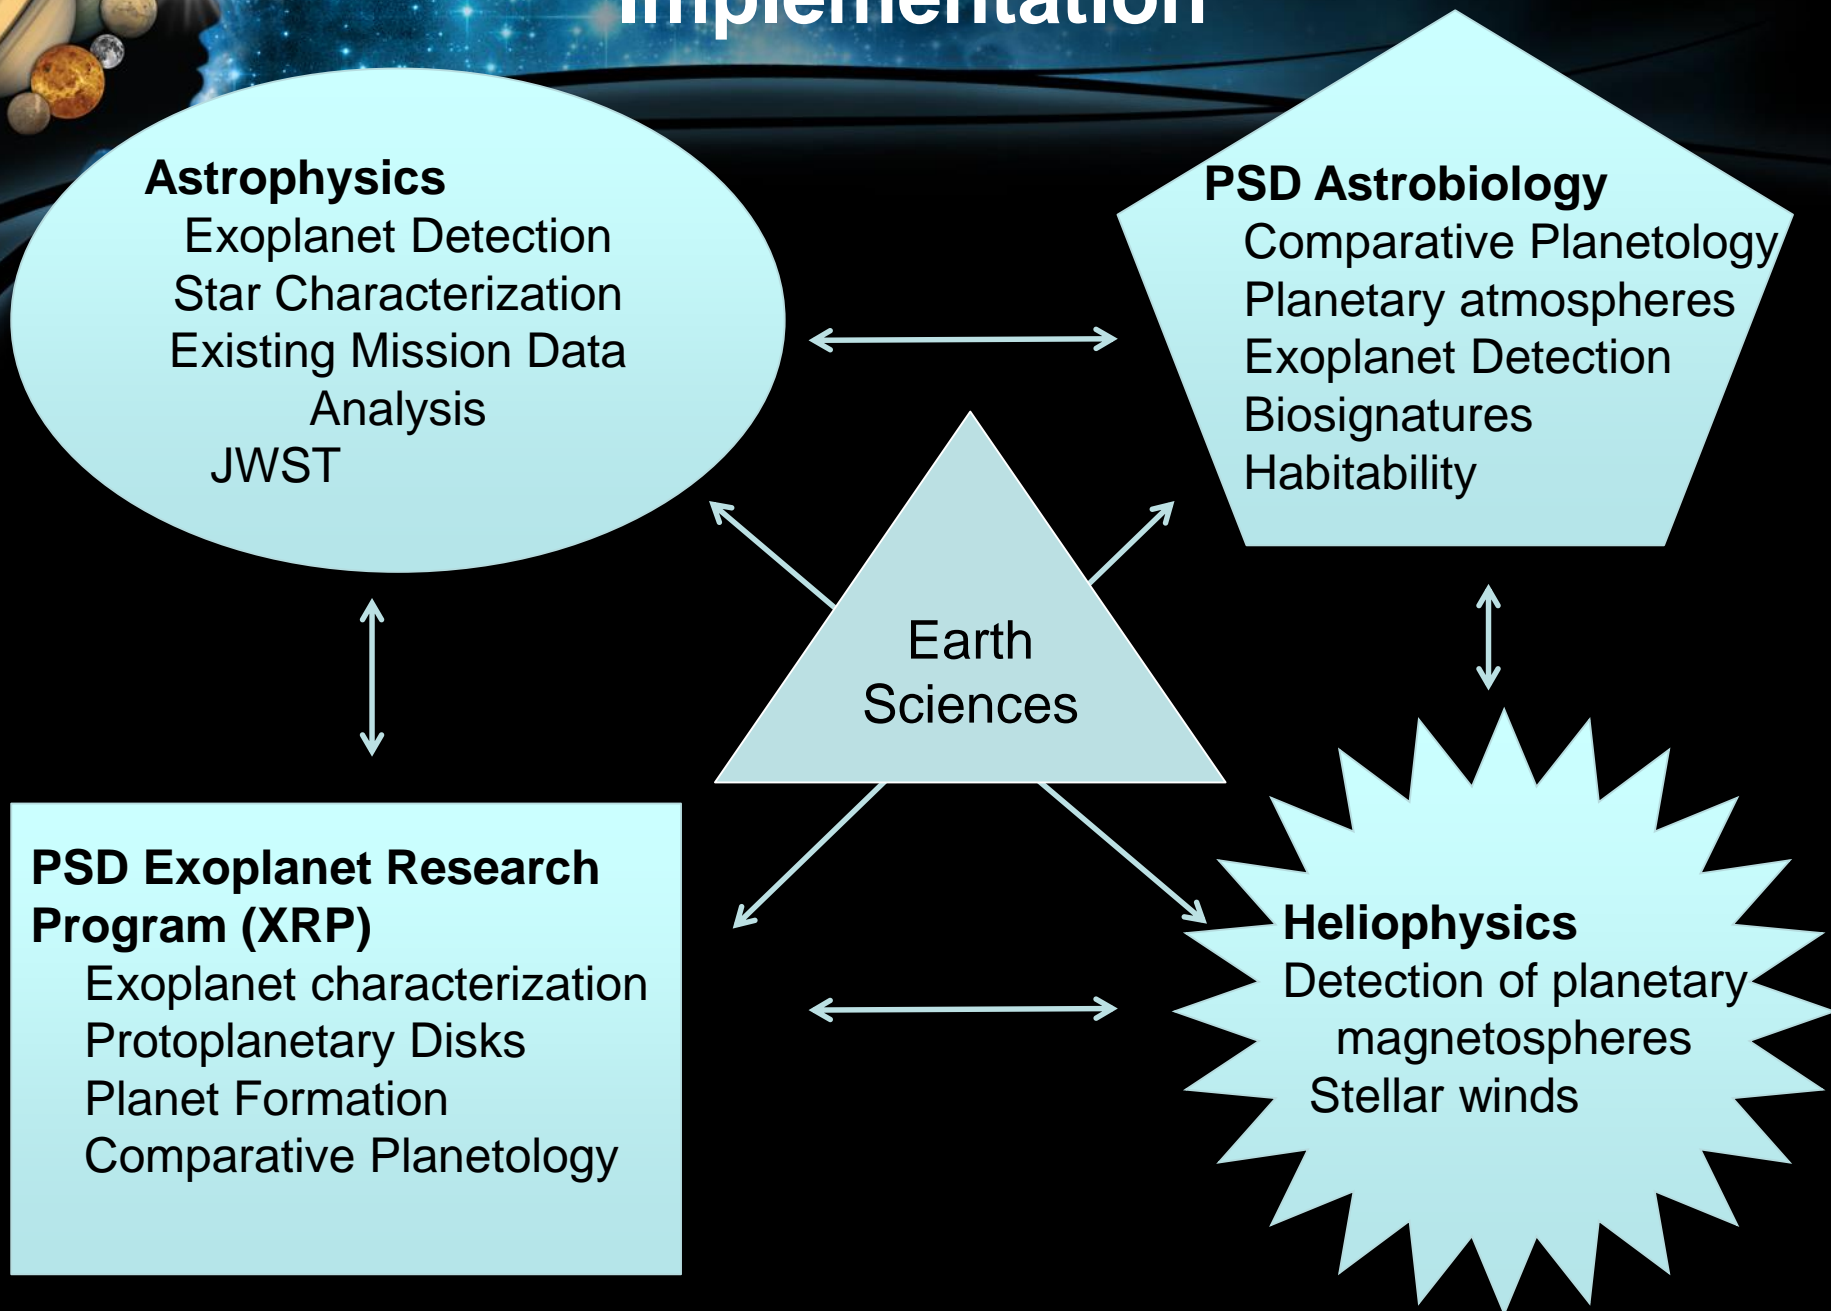 Implementation
Astrophysics
Exoplanet Detection
Star Characterization
Existing Mission Data
Analysis
JWST
PSD Astrobiology
Comparative Planetology
Planetary atmospheres
Exoplanet Detection
Biosignatures
Habitability
Earth
Sciences
PSD Exoplanet Research
Program (XRP)
Exoplanet characterization
Protoplanetary Disks
Planet Formation
Comparative Planetology
Heliophysics
Detection of planetary
magnetospheres
Stellar winds